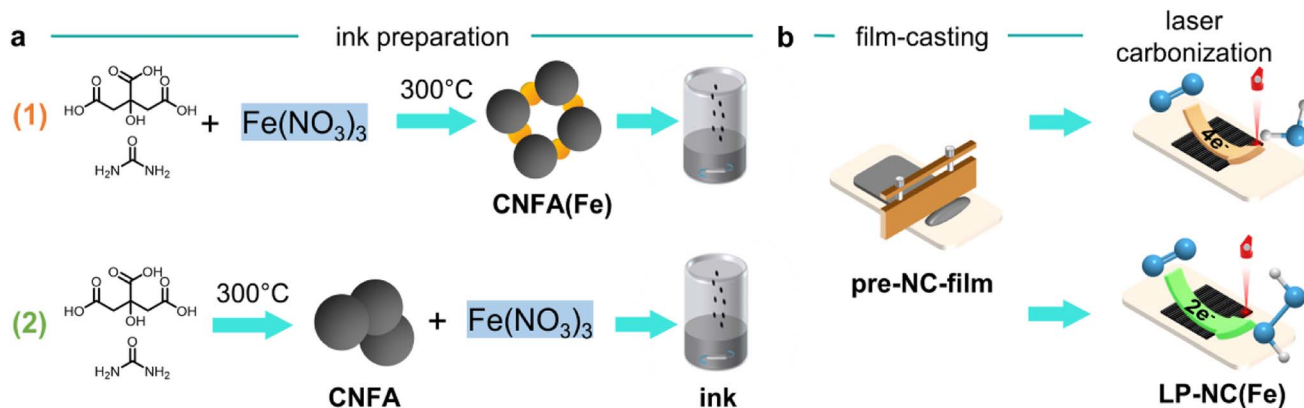 a
ink preparation
b
film-casting
laser
carbonization
(1)
O
OH
O
O
HO
OH
OH
O
H₂N
NH₂
+
Fe(NO₃)₃
300°C
CNFA(Fe)
4e⁻
pre-NC-film
(2)
O
OH
O
O
HO
OH
OH
O
H₂N
NH₂
300°C
CNFA
+
Fe(NO₃)₃
ink
2e⁻
LP-NC(Fe)